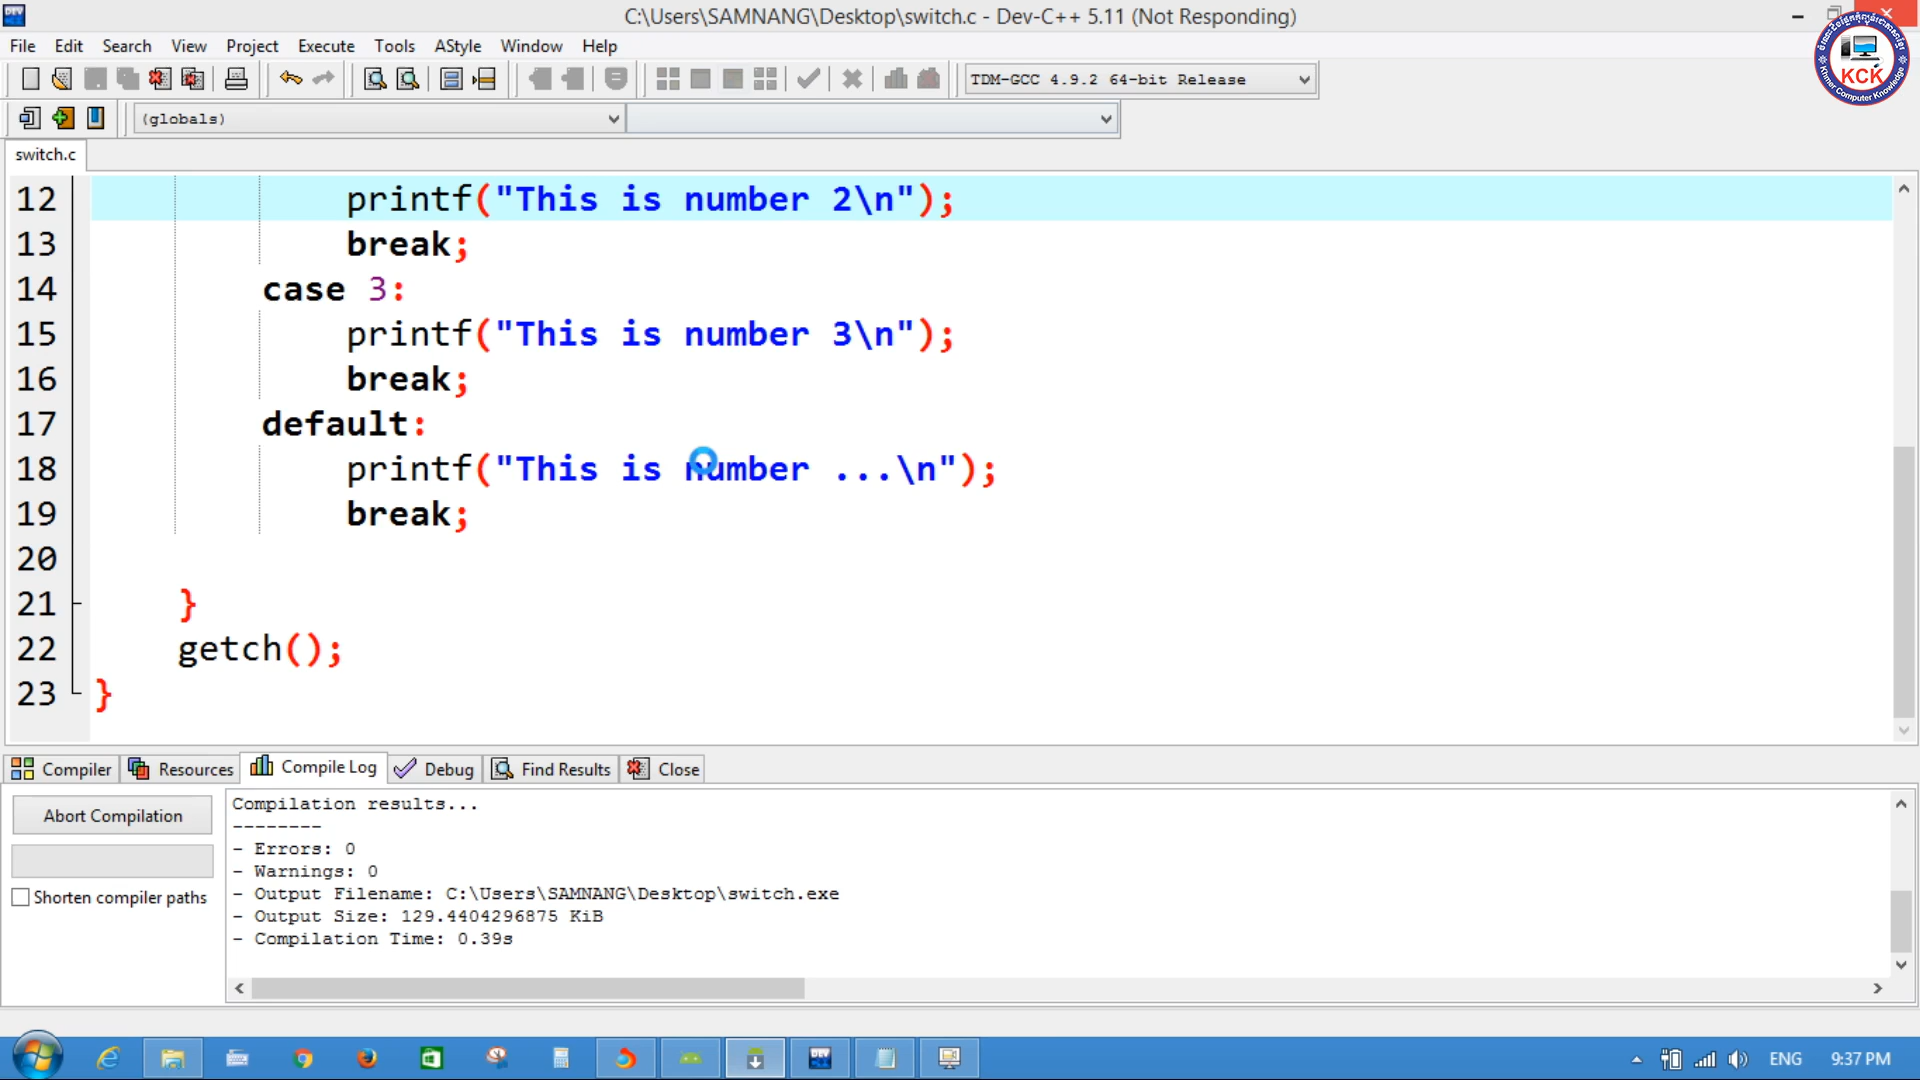 C:\Users\SAMNANG\Desktop\switch.c - Dev-C++ 5.11 (Not Responding)
File Edit Search View Project Execute Tools AStyle Window Help
TDM-GCC 4.9.2 64-bit Release
(globals)
KCK
Khmer Computer Knowledge
switch.c
12 printf("This is number 2\n");
13 break;
14 case 3:
15 printf("This is number 3\n");
16 break;
17 default:
18 printf("This is number ...\n");
19 break;
20
21 }
22 getch();
23 }
Compiler Resources Compile Log Debug Find Results Close
Abort Compilation
Shorten compiler paths
Compilation results...
--------
- Errors: 0
- Warnings: 0
- Output Filename: C:\Users\SAMNANG\Desktop\switch.exe
- Output Size: 129.4404296875 KiB
- Compilation Time: 0.39s
ENG 9:37 PM